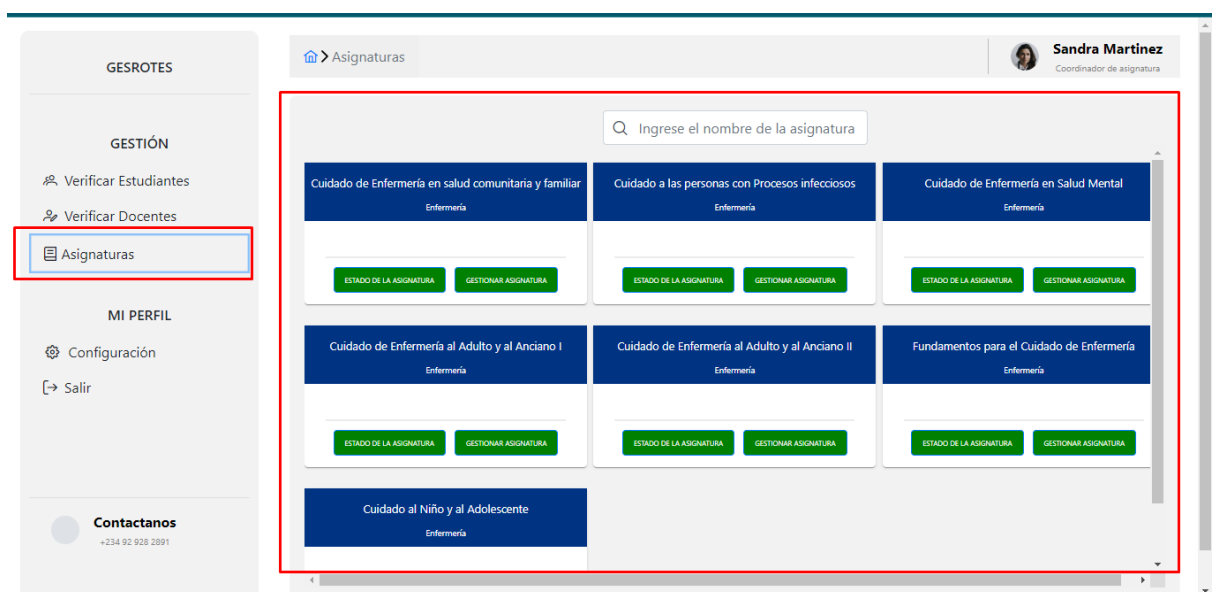 GESROTES
GESTIÓN
Verificar Estudiantes
Verificar Docentes
Asignaturas
MI PERFIL
Configuración
Salir
Contactanos
+234 92 928 2891
Asignaturas
Sandra Martinez
Coordinador de asignatura
Ingrese el nombre de la asignatura
Cuidado de Enfermería en salud comunitaria y familiar
Enfermería
ESTADO DE LA ASIGNATURA GESTIONAR ASIGNATURA
Cuidado a las personas con Procesos infecciosos
Enfermería
ESTADO DE LA ASIGNATURA GESTIONAR ASIGNATURA
Cuidado de Enfermería en Salud Mental
Enfermería
ESTADO DE LA ASIGNATURA GESTIONAR ASIGNATURA
Cuidado de Enfermería al Adulto y al Anciano I
Enfermería
ESTADO DE LA ASIGNATURA GESTIONAR ASIGNATURA
Cuidado de Enfermería al Adulto y al Anciano II
Enfermería
ESTADO DE LA ASIGNATURA GESTIONAR ASIGNATURA
Fundamentos para el Cuidado de Enfermería
Enfermería
ESTADO DE LA ASIGNATURA GESTIONAR ASIGNATURA
Cuidado al Niño y al Adolescente
Enfermería